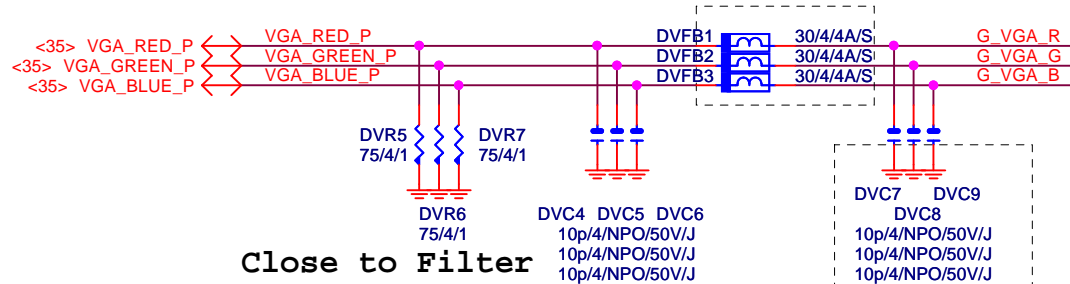 <35> VGA_RED_P VGA_RED_P DVFB1 30/4/4A/S G_VGA_R
<35> VGA_GREEN_P VGA_GREEN_P DVFB2 30/4/4A/S G_VGA_G
<35> VGA_BLUE_P VGA_BLUE_P DVFB3 30/4/4A/S G_VGA_B
DVR5 DVR7
75/4/1 75/4/1
DVC7 DVC9
DVR6 DVC4 DVC5 DVC6 DVC8
75/4/1 10p/4/NPO/50V/J 10p/4/NPO/50V/J
10p/4/NPO/50V/J 10p/4/NPO/50V/J
Close to Filter 10p/4/NPO/50V/J 10p/4/NPO/50V/J